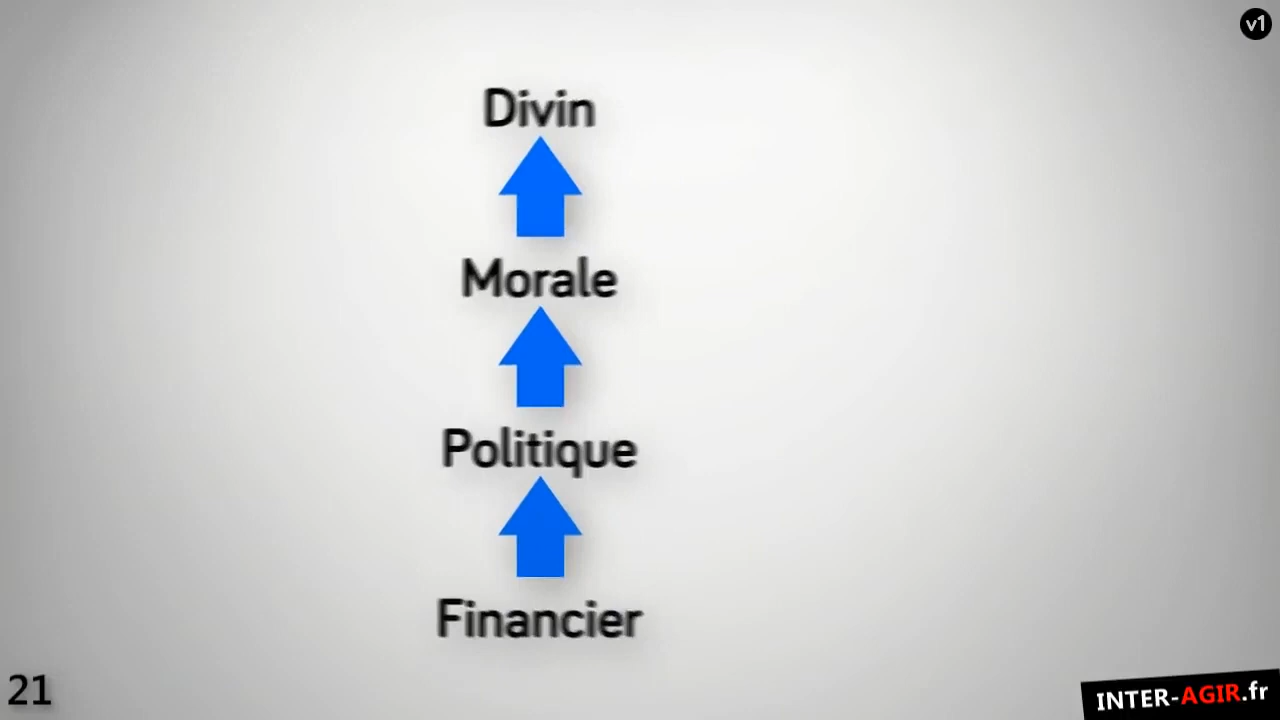 v1
Divin
Morale
Politique
Financier
21
INTER-AGIR.fr